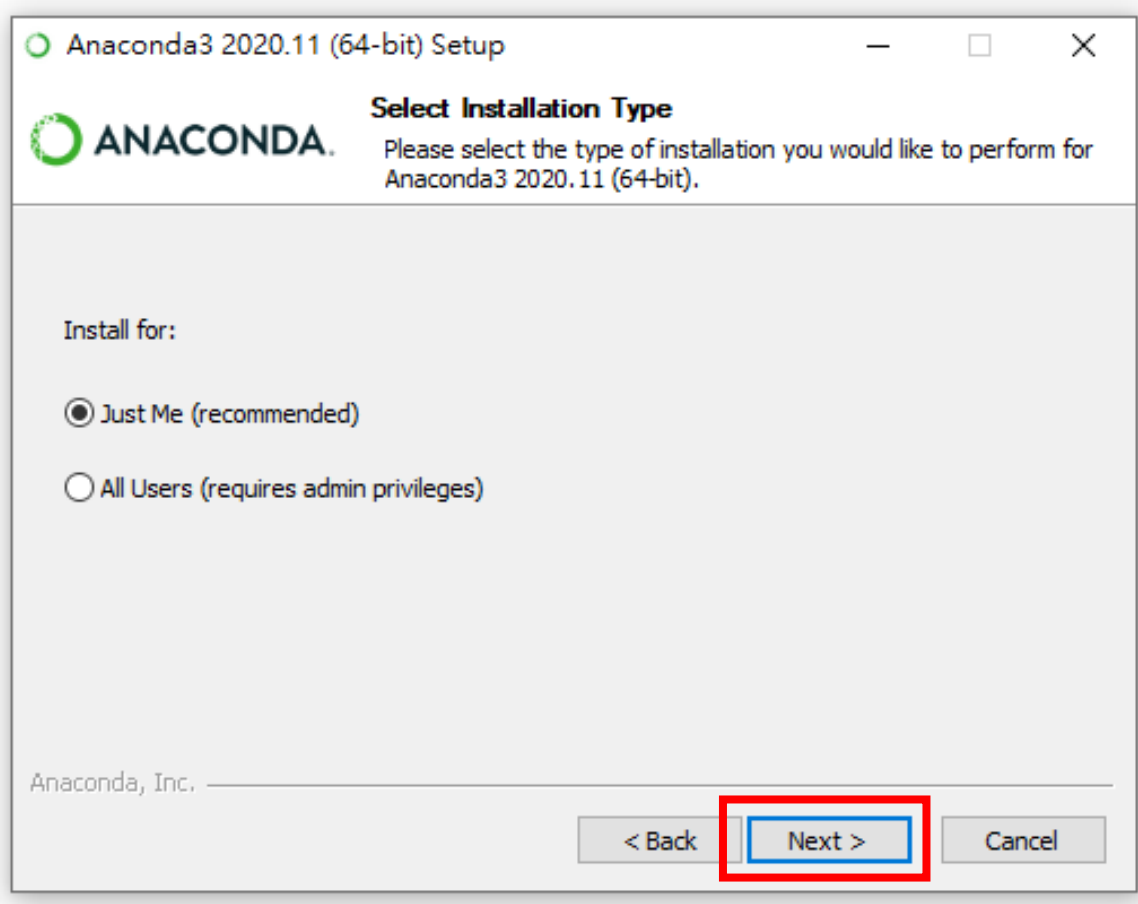 Anaconda3 2020.11 (64-bit) Setup
ANACONDA.
Select Installation Type
Please select the type of installation you would like to perform for
Anaconda3 2020.11 (64-bit).
Install for:
Just Me (recommended)
All Users (requires admin privileges)
Anaconda, Inc.
< Back
Next >
Cancel